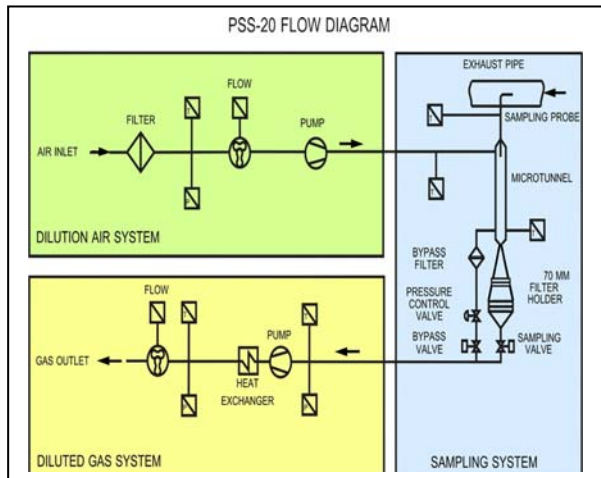 PSS-20 FLOW DIAGRAM
EXHAUST PIPE
FLOW
FILTER
SAMPLING PROBE
PUMP
AIR INLET
MICROTUNNEL
DILUTION AIR SYSTEM
BYPASS
FILTER
70 MM
FILTER
HOLDER
FLOW
PRESSURE
CONTROL
VALVE
PUMP
GAS OUTLET
BYPASS
VALVE
SAMPLING
VALVE
HEAT
EXCHANGER
DILUTED GAS SYSTEM
SAMPLING SYSTEM